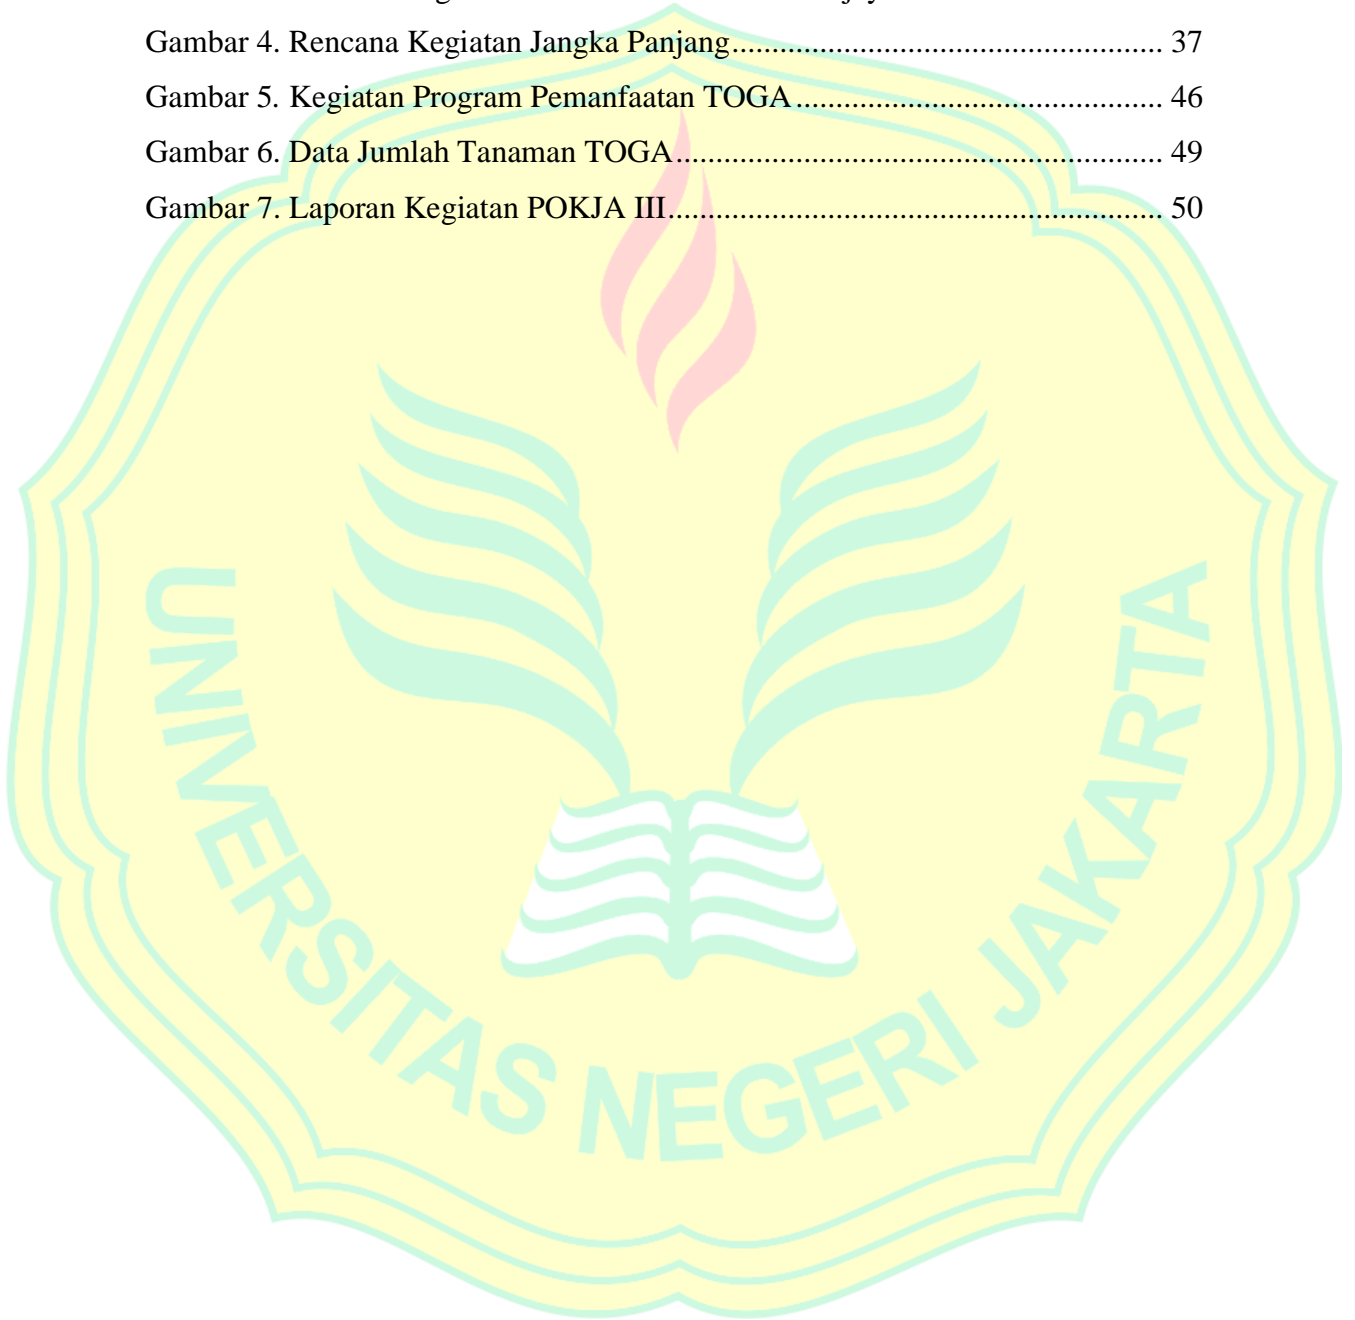 Gambar 4. Rencana Kegiatan Jangka Panjang...................................................... 37
Gambar 5. Kegiatan Program Pemanfaatan TOGA.............................................. 46
Gambar 6. Data Jumlah Tanaman TOGA............................................................. 49
Gambar 7. Laporan Kegiatan POKJA III.............................................................. 50
UNIVERSITAS NEGERI JAKARTA